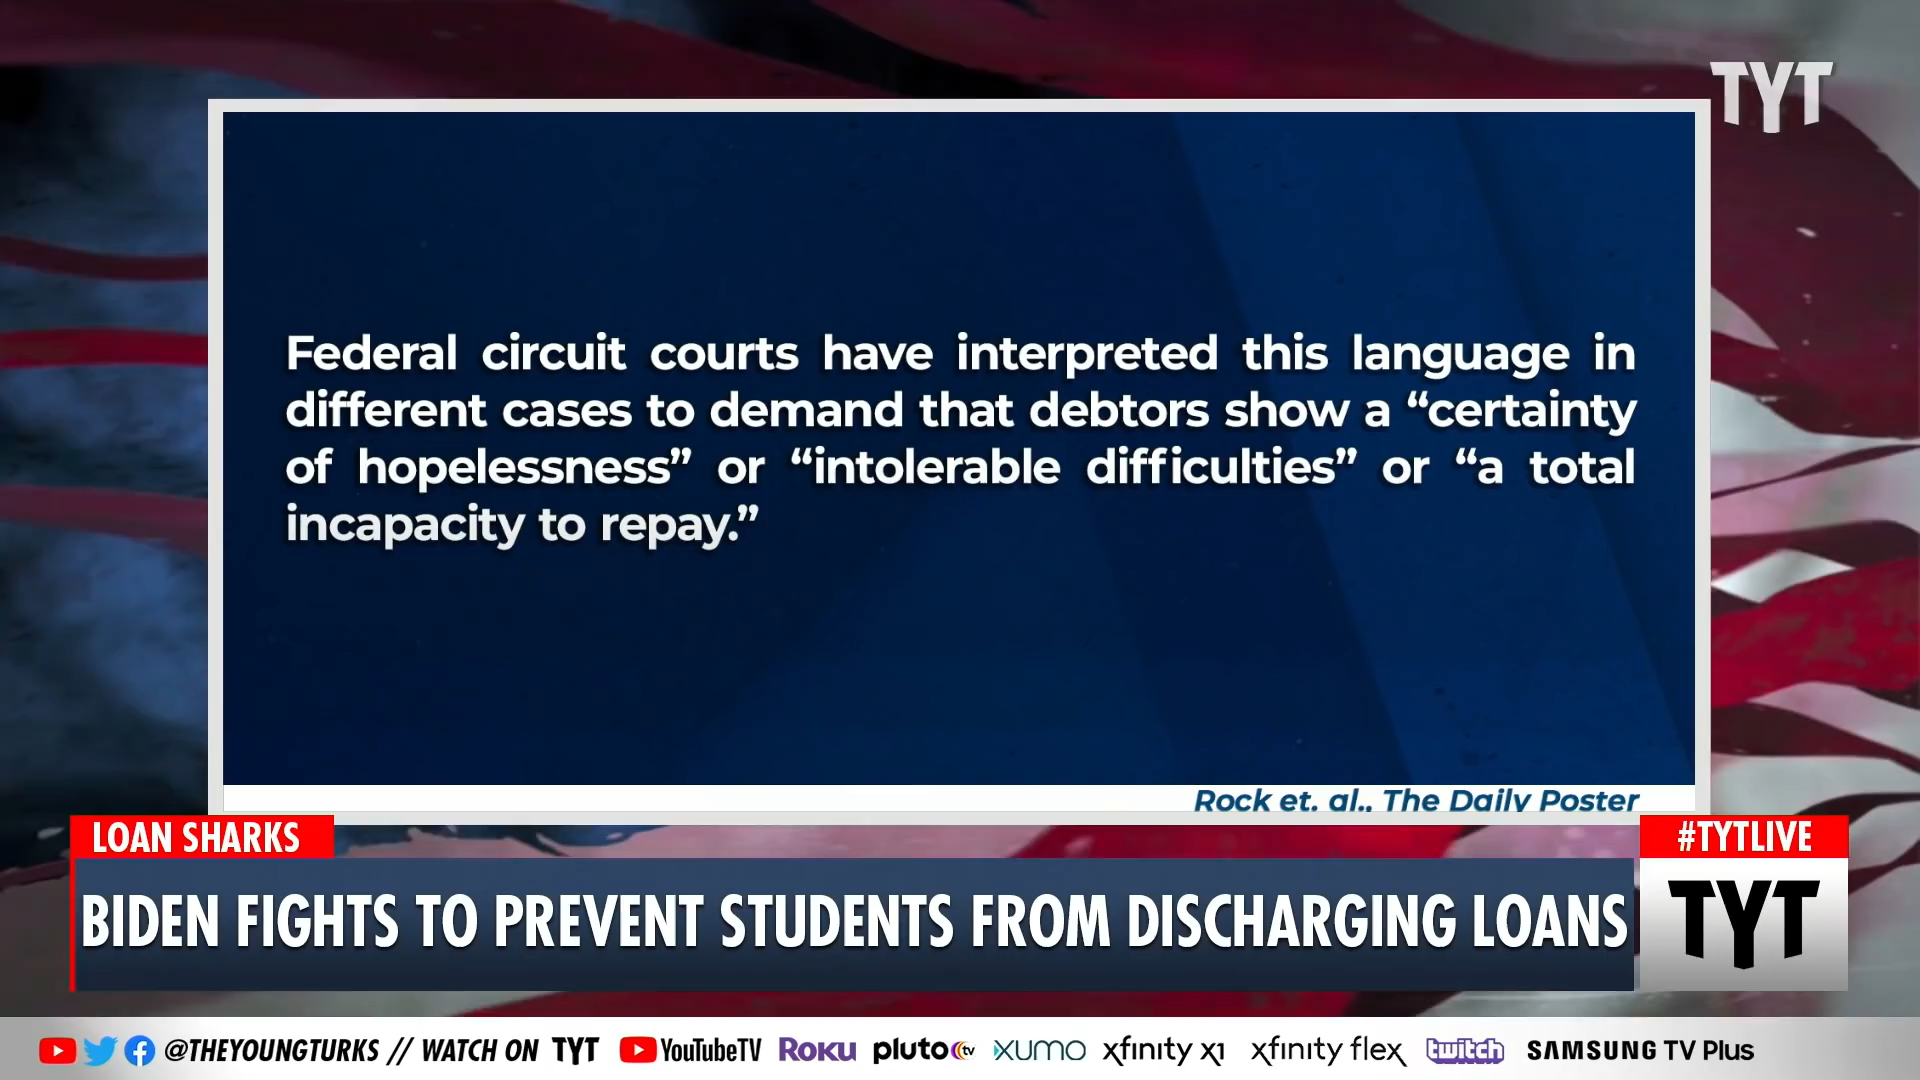 TYT
Federal circuit courts have interpreted this language in
different cases to demand that debtors show a “certainty
of hopelessness” or “intolerable difficulties” or “a total
incapacity to repay.”
Rock et. al., The Daily Poster
LOAN SHARKS
#TYTLIVE
BIDEN FIGHTS TO PREVENT STUDENTS FROM DISCHARGING LOANS
TYT
@THEYOUNGTURKS // WATCH ON TYT YouTubeTV ROKU pluto tv XUMO xfinity x1 xfinity flex twitch SAMSUNG TV Plus